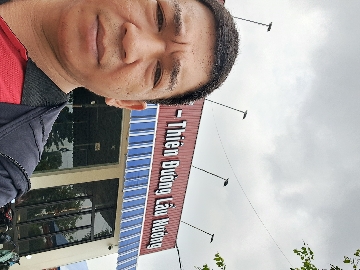 - Thiên Đường Lẩu Nướng